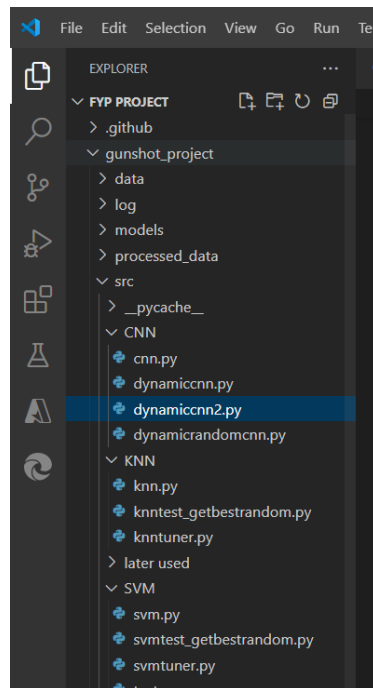 File Edit Selection View Go Run Te
EXPLORER
FYP PROJECT
.github
gunshot_project
data
log
models
processed_data
src
__pycache__
CNN
cnn.py
dynamiccnn.py
dynamiccnn2.py
dynamicrandomcnn.py
KNN
knn.py
knntest_getbestrandom.py
knntuner.py
later used
SVM
svm.py
svmtest_getbestrandom.py
svmtuner.py